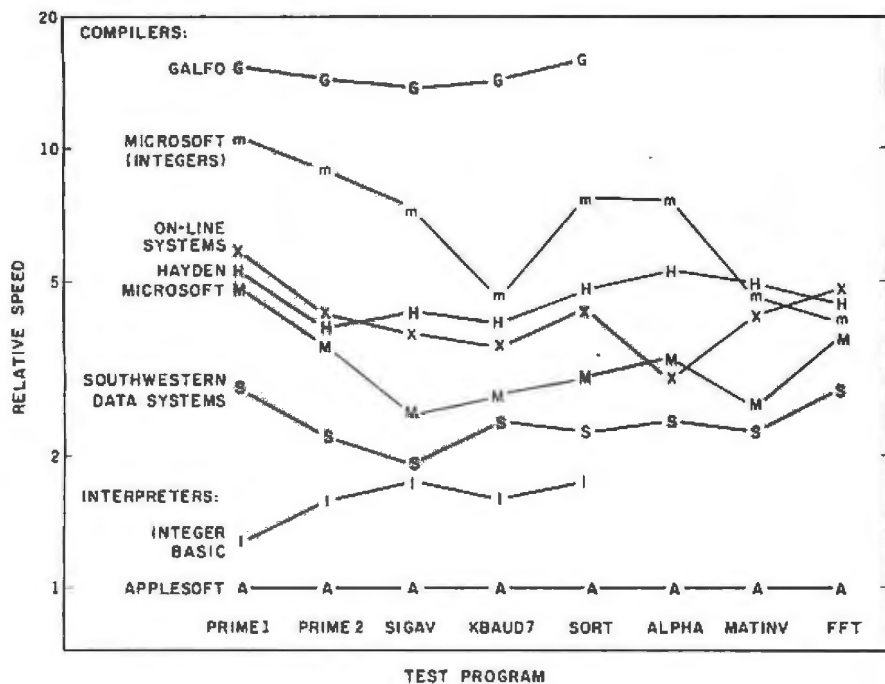 20
COMPILERS:
GALFO
G G G G G
MICROSOFT
(INTEGERS)
10
m m m m m m m m
ON-LINE
SYSTEMS
X X X X X X X X
HAYDEN
H H H H H H H H
MICROSOFT
M M M M M M M M
5
RELATIVE SPEED
SOUTHWESTERN
DATA SYSTEMS
S S S S S S S S
2
INTERPRETERS:
INTEGER
BASIC
I I I I I
1
APPLESOFT
A A A A A A A A
PRIME1 PRIME2 SIGAV KBAUD7 SORT ALPHA MATINV FFT
TEST PROGRAM